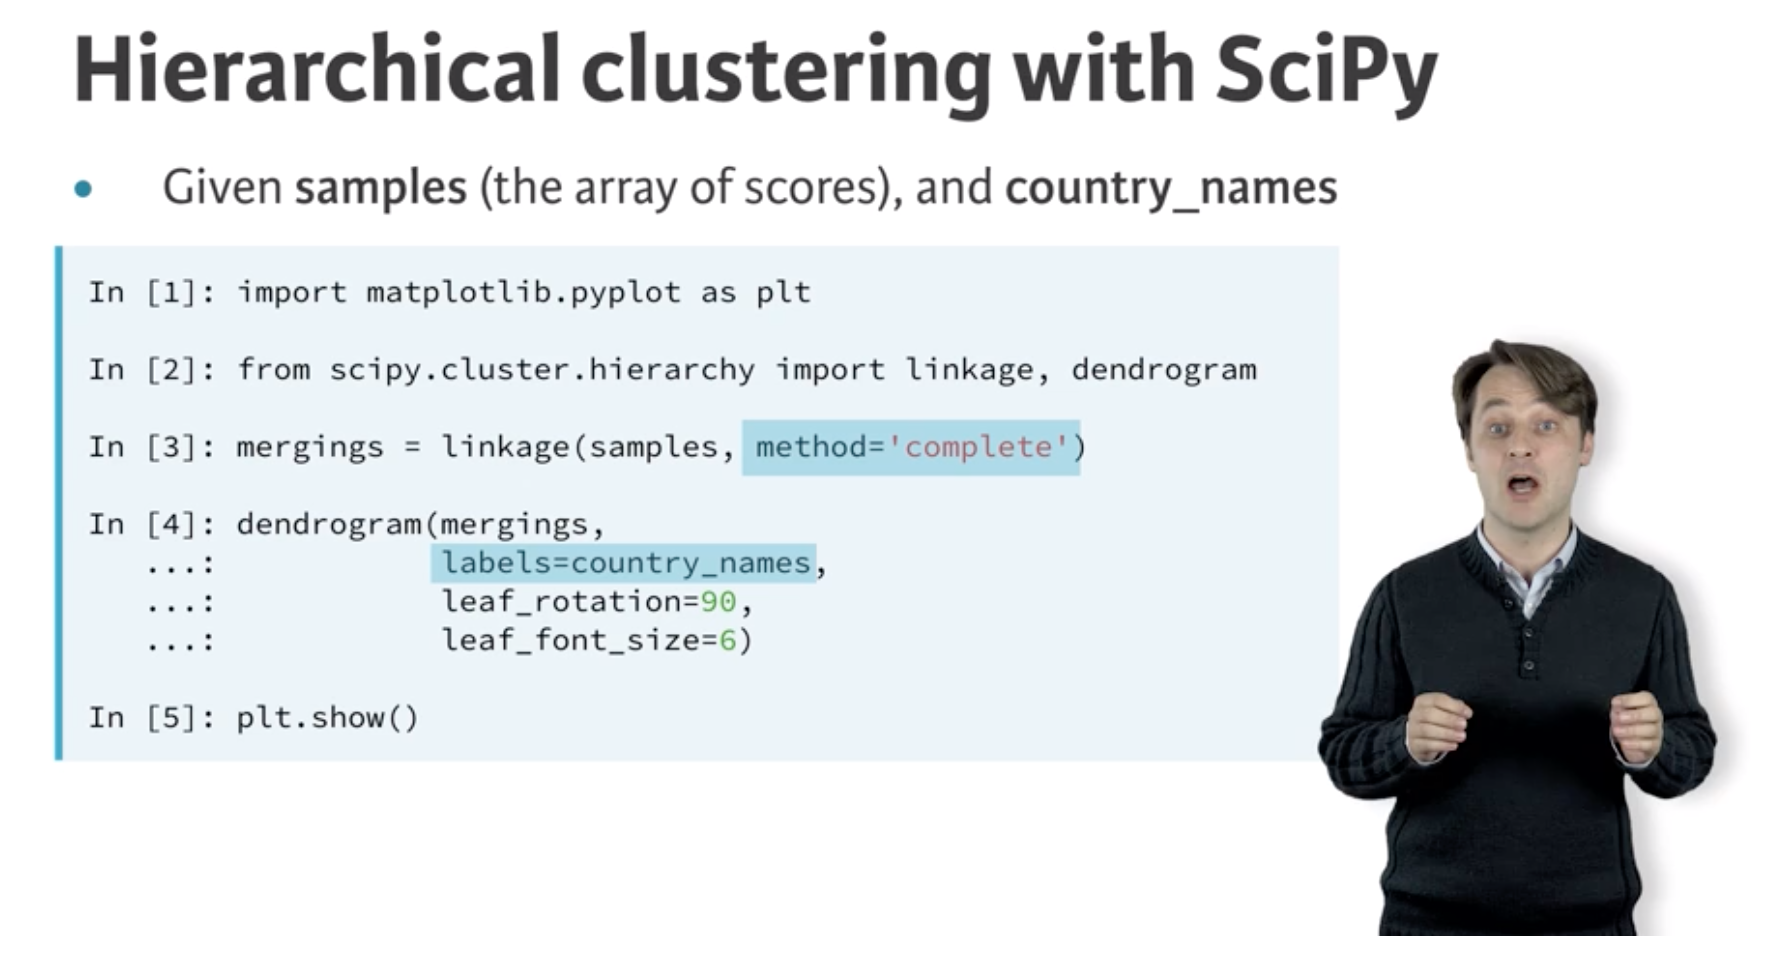 Hierarchical clustering with SciPy
• Given samples (the array of scores), and country_names
In [1]: import matplotlib.pyplot as plt
In [2]: from scipy.cluster.hierarchy import linkage, dendrogram
In [3]: mergings = linkage(samples, method='complete')
In [4]: dendrogram(mergings,
   ...:            labels=country_names,
   ...:            leaf_rotation=90,
   ...:            leaf_font_size=6)
In [5]: plt.show()